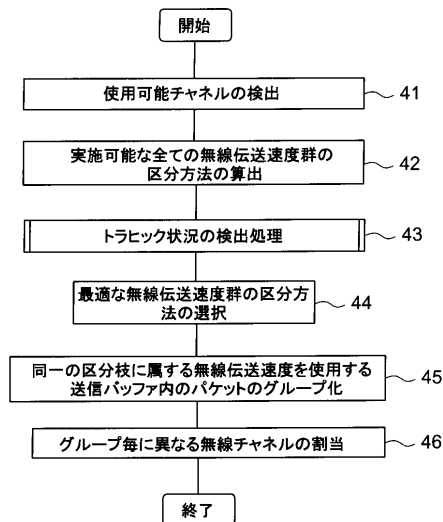 開始
使用可能チャネルの検出
41
実施可能な全ての無線伝送速度群の
区分方法の算出
42
トラヒック状況の検出処理
43
最適な無線伝送速度群の区分方
法の選択
44
同一の区分枝に属する無線伝送速度を使用する
送信バッファ内のパケットのグループ化
45
グループ毎に異なる無線チャネルの割当
46
終了